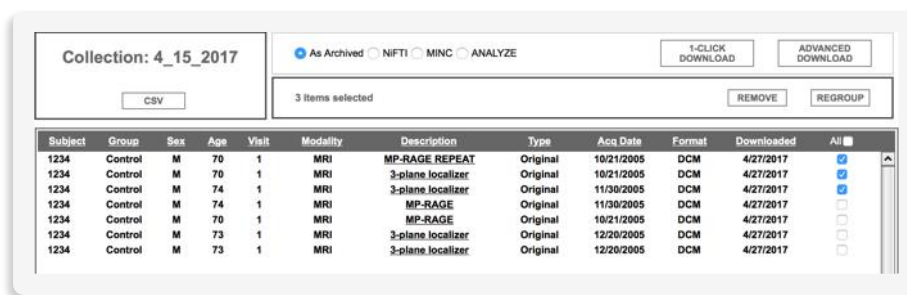 Collection: 4_15_2017
CSV
As Archived NiFTI MINC ANALYZE
1-CLICK DOWNLOAD
ADVANCED DOWNLOAD
3 Items selected
REMOVE REGROUP
Subject Group Sex Age Visit Modality Description Type Acq Date Format Downloaded All
1234 Control M 70 1 MRI MP-RAGE REPEAT Original 10/21/2005 DCM 4/27/2017
1234 Control M 70 1 MRI 3-plane localizer Original 10/21/2005 DCM 4/27/2017
1234 Control M 74 1 MRI 3-plane localizer Original 11/30/2005 DCM 4/27/2017
1234 Control M 74 1 MRI MP-RAGE Original 11/30/2005 DCM 4/27/2017
1234 Control M 70 1 MRI MP-RAGE Original 10/21/2005 DCM 4/27/2017
1234 Control M 73 1 MRI 3-plane localizer Original 12/20/2005 DCM 4/27/2017
1234 Control M 73 1 MRI 3-plane localizer Original 12/20/2005 DCM 4/27/2017